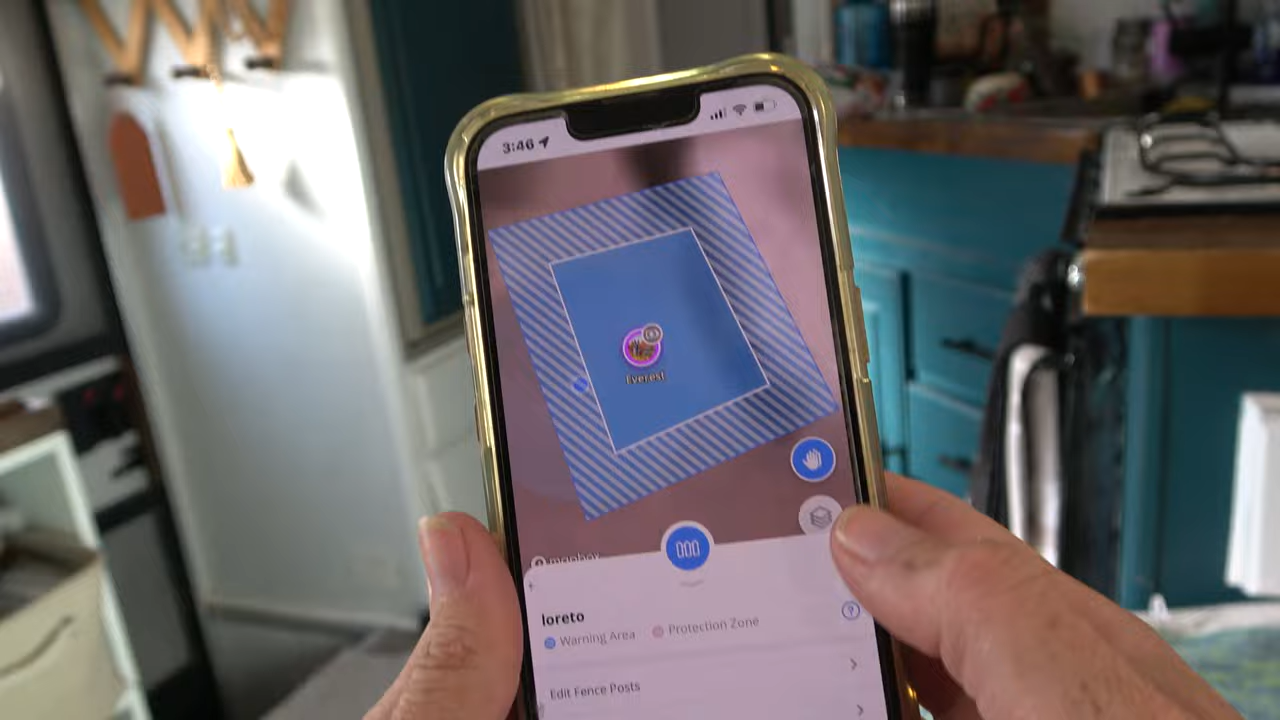 3:46
Everest
mapbox
loreto
Warning Area
Protection Zone
Edit Fence Posts